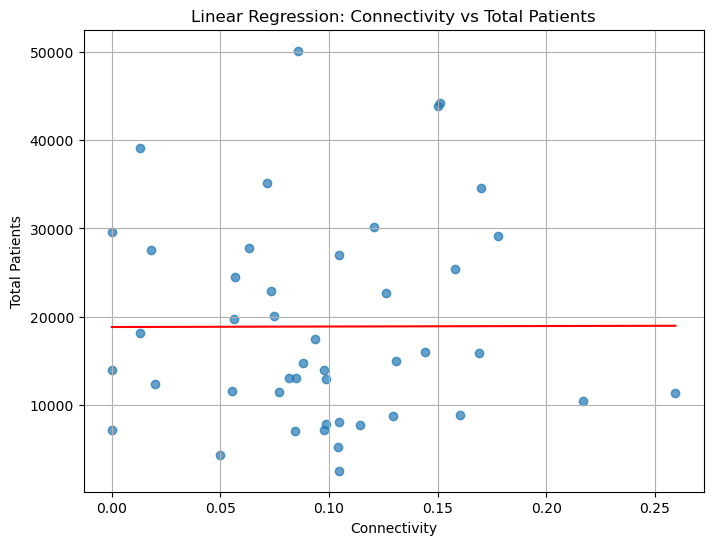 Linear Regression: Connectivity vs Total Patients
Total Patients
50000
40000
30000
20000
10000
0.00 0.05 0.10 0.15 0.20 0.25
Connectivity